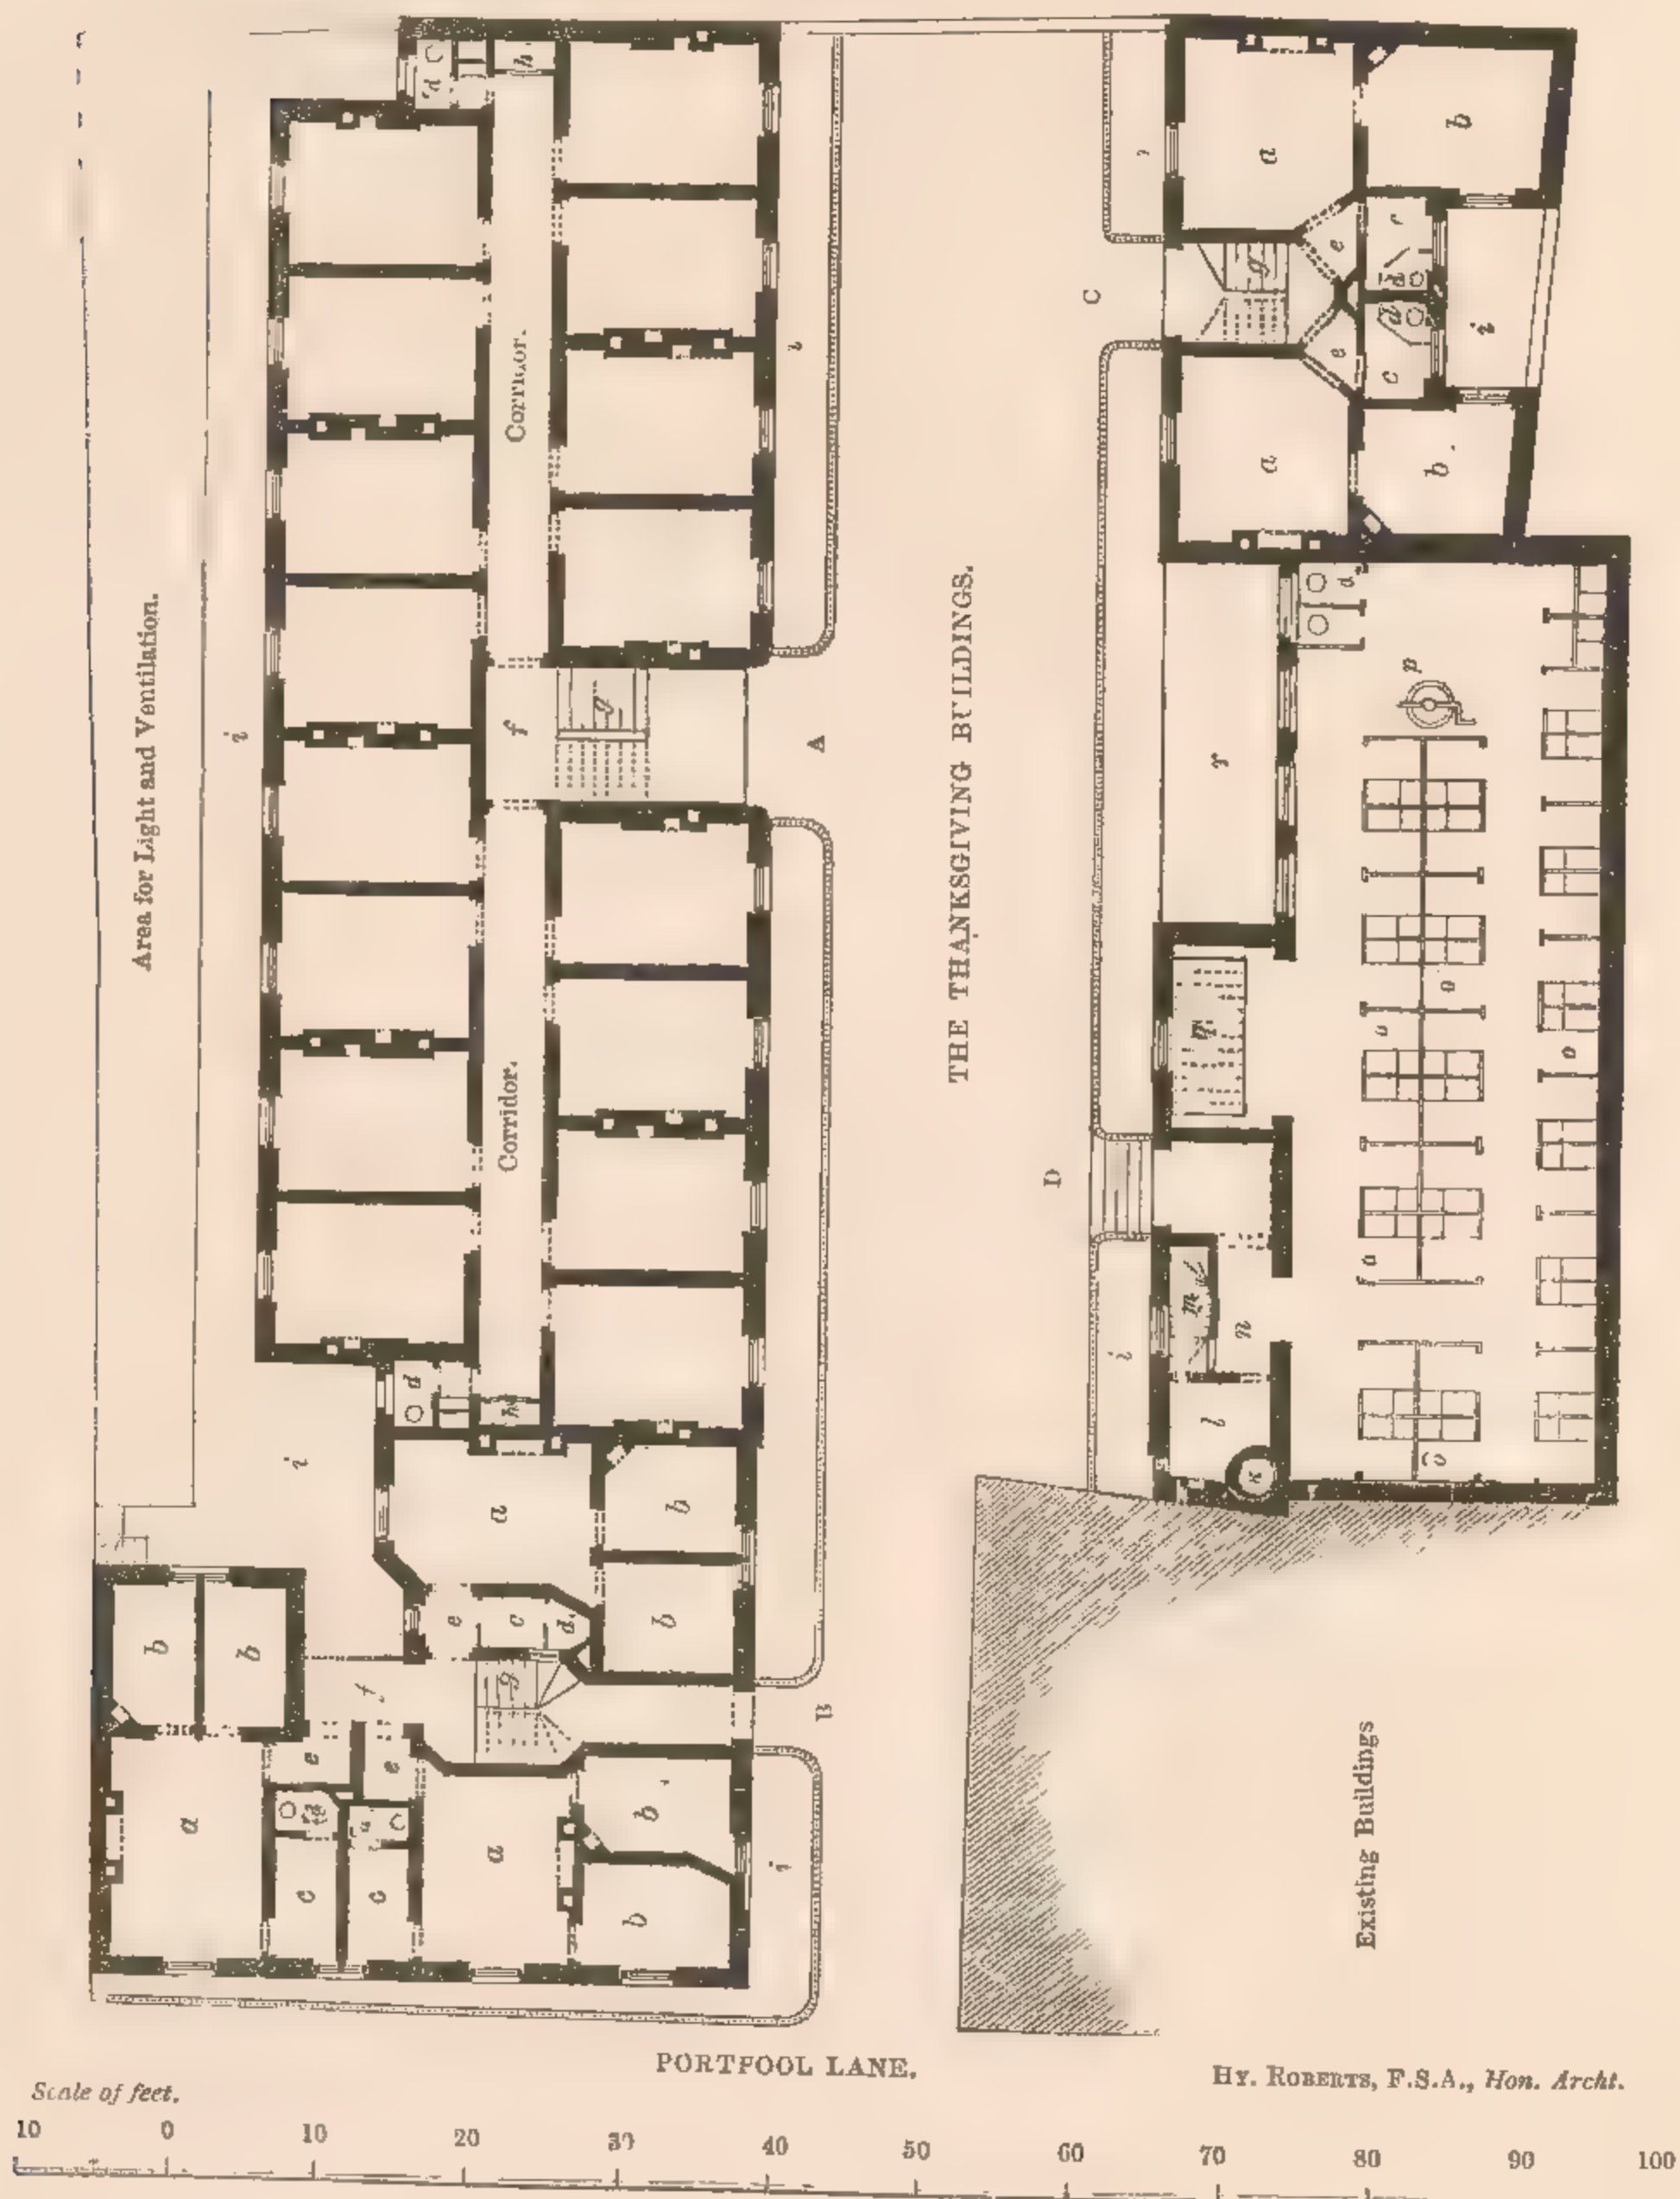 Area for Light and Ventilation.
i
d
h
Corridor.
i
f
g
A
Corridor.
i
d
h
a
b
b
e
c
d
b
b
f
g
B
e
e
a
d
c
c
a
b
b
i
THE THANKSGIVING BUILDINGS.
i
a
b
C
g
e
e
c
d
d
i
c
a
b
r
d
p
q
o
o
o
D
o
m
n
i
l
k
o
Existing Buildings
PORTPOOL LANE.
HY. ROBERTS, F.S.A., Hon. Archt.
Scale of feet.
10 0 10 20 30 40 50 60 70 80 90 100